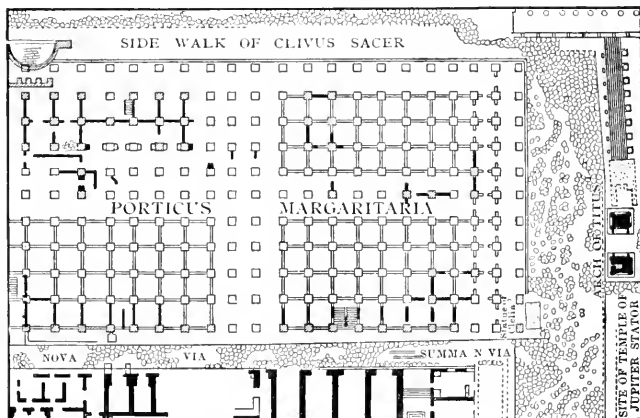 SIDE WALK OF CLIVUS SACER
PORTICUS MARGARITARIA
ARCH OF TITUS
NOVA VIA
SUMMA N VIA
SITE OF TEMPLE OF
JUPITER STATOR